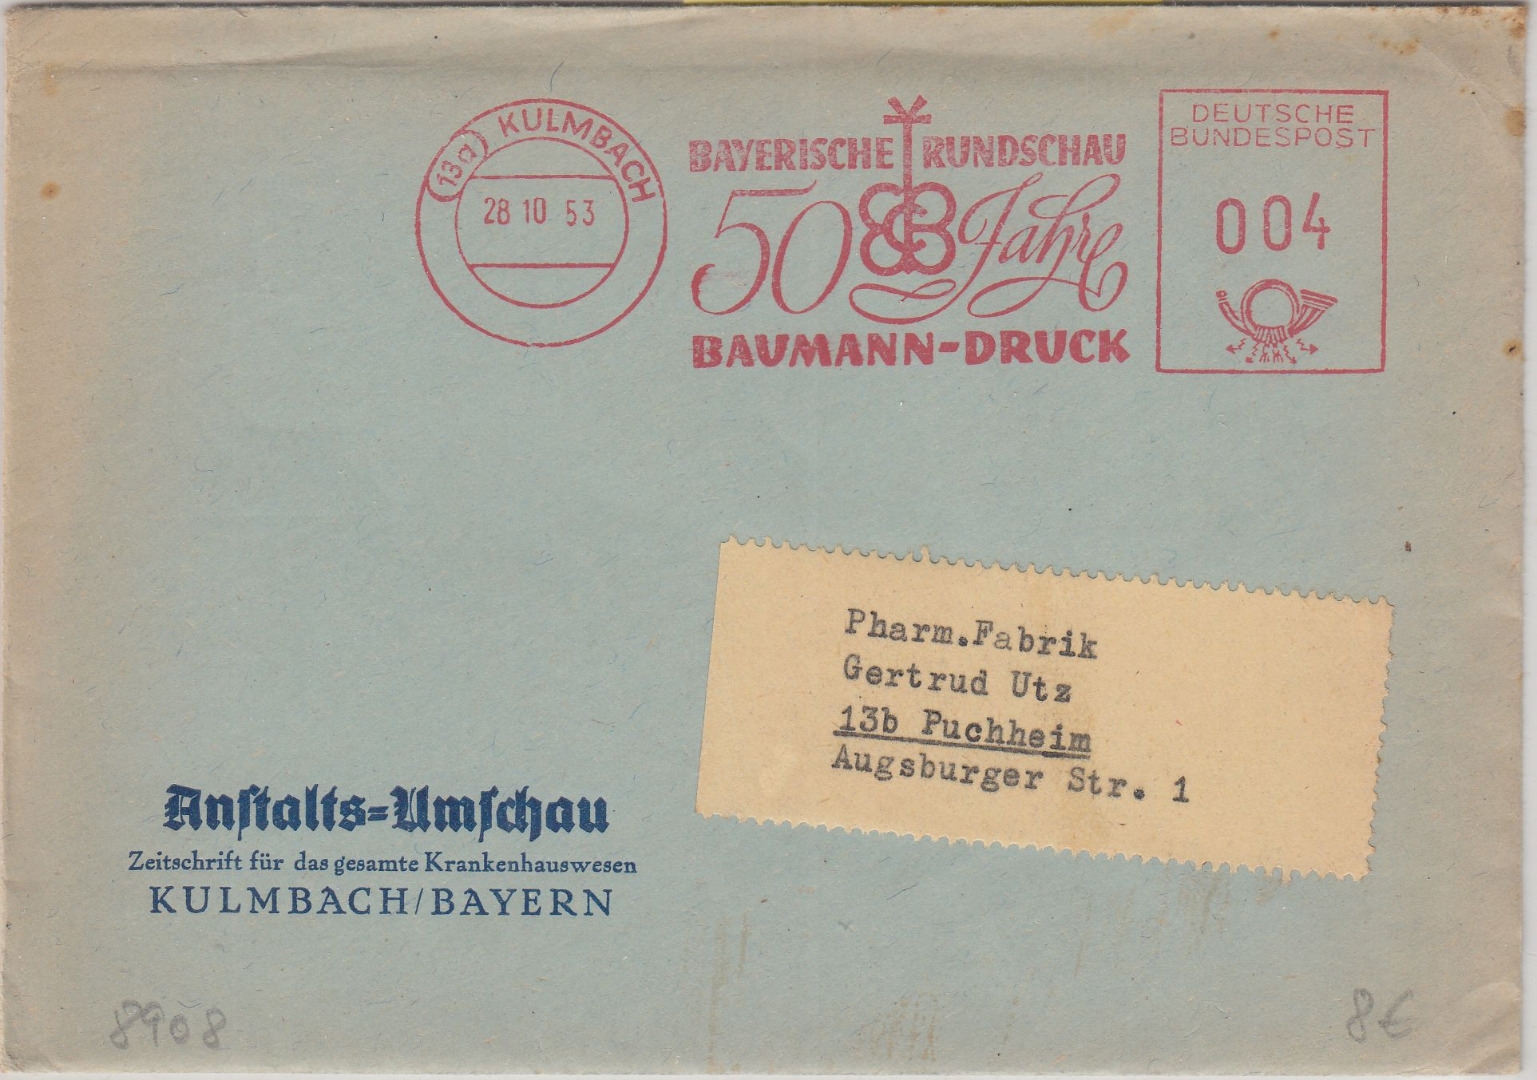 (13a) KULMBACH
28 10 53
BAYERISCHE RUNDSCHAU
50 Jahre
BAUMANN-DRUCK
DEUTSCHE
BUNDESPOST
004
Pharm.Fabrik
Gertrud Utz
13b Puchheim
Augsburger Str. 1
Anſtalts=Umſchau
Zeitschrift für das gesamte Krankenhauswesen
KULMBACH/BAYERN
8908
8€